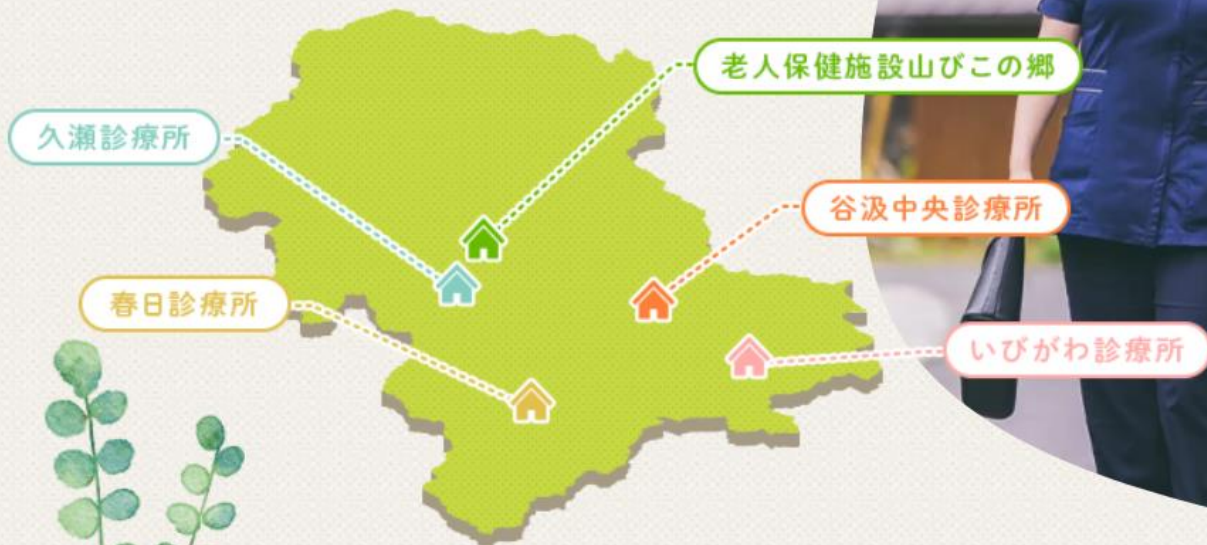 老人保健施設山びこの郷
久瀬診療所
谷汲中央診療所
春日診療所
いびがわ診療所